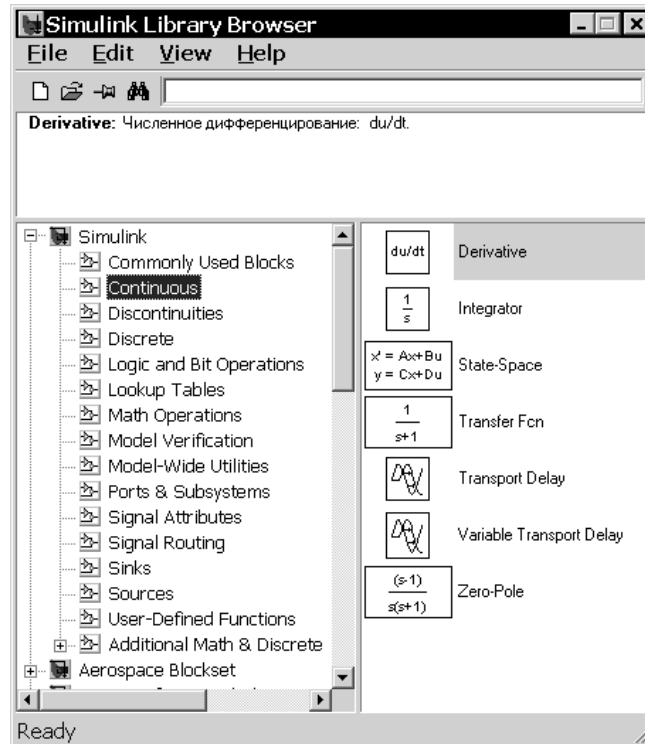 Simulink Library Browser
File Edit View Help
Derivative: Численное дифференцирование: du/dt.
Simulink
Commonly Used Blocks
Continuous
Discontinuities
Discrete
Logic and Bit Operations
Lookup Tables
Math Operations
Model Verification
Model-Wide Utilities
Ports & Subsystems
Signal Attributes
Signal Routing
Sinks
Sources
User-Defined Functions
Additional Math & Discrete
Aerospace Blockset
du/dt Derivative
1
s
Integrator
x' = Ax+Bu
y = Cx+Du
State-Space
1
s+1
Transfer Fcn
Transport Delay
Variable Transport Delay
(s-1)
s(s+1)
Zero-Pole
Ready